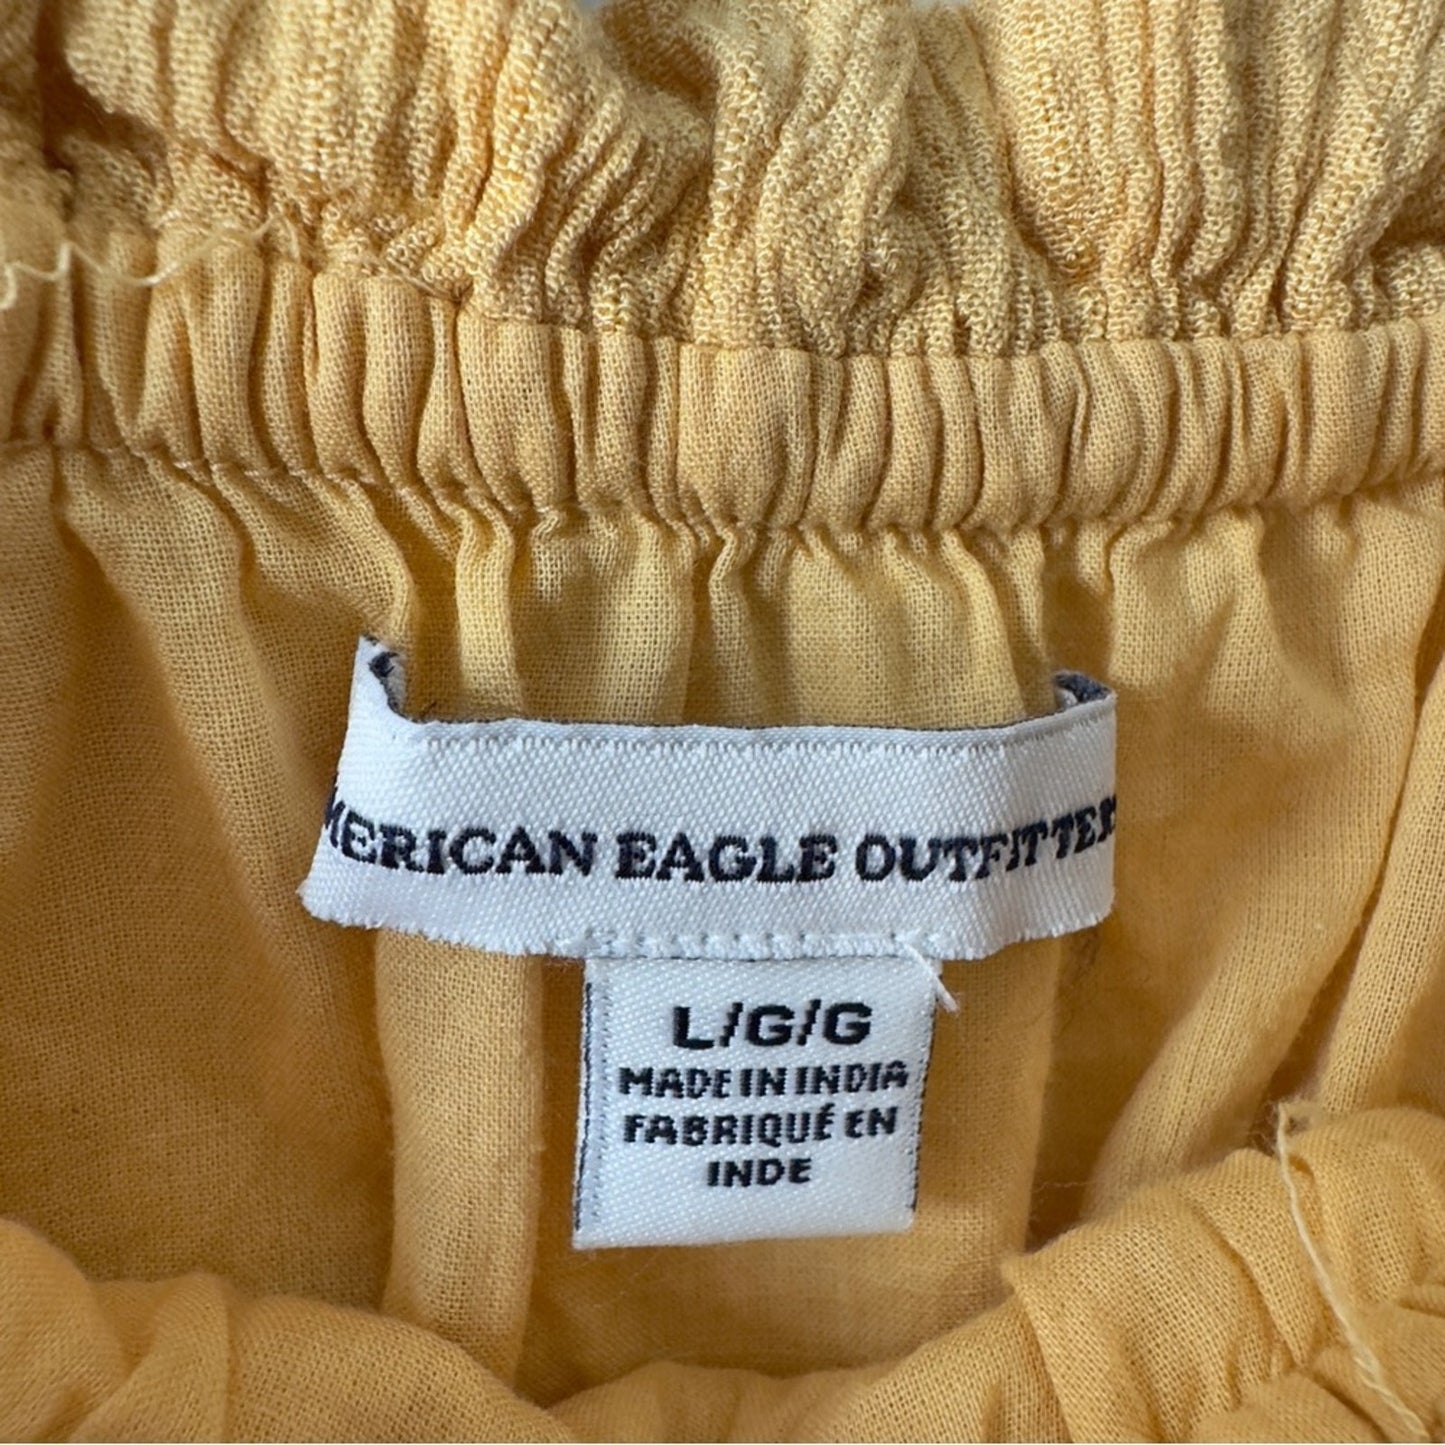 MERICAN EAGLE OUTFITTER
L/G/G
MADE IN INDIA
FABRIQUÉ EN
INDE